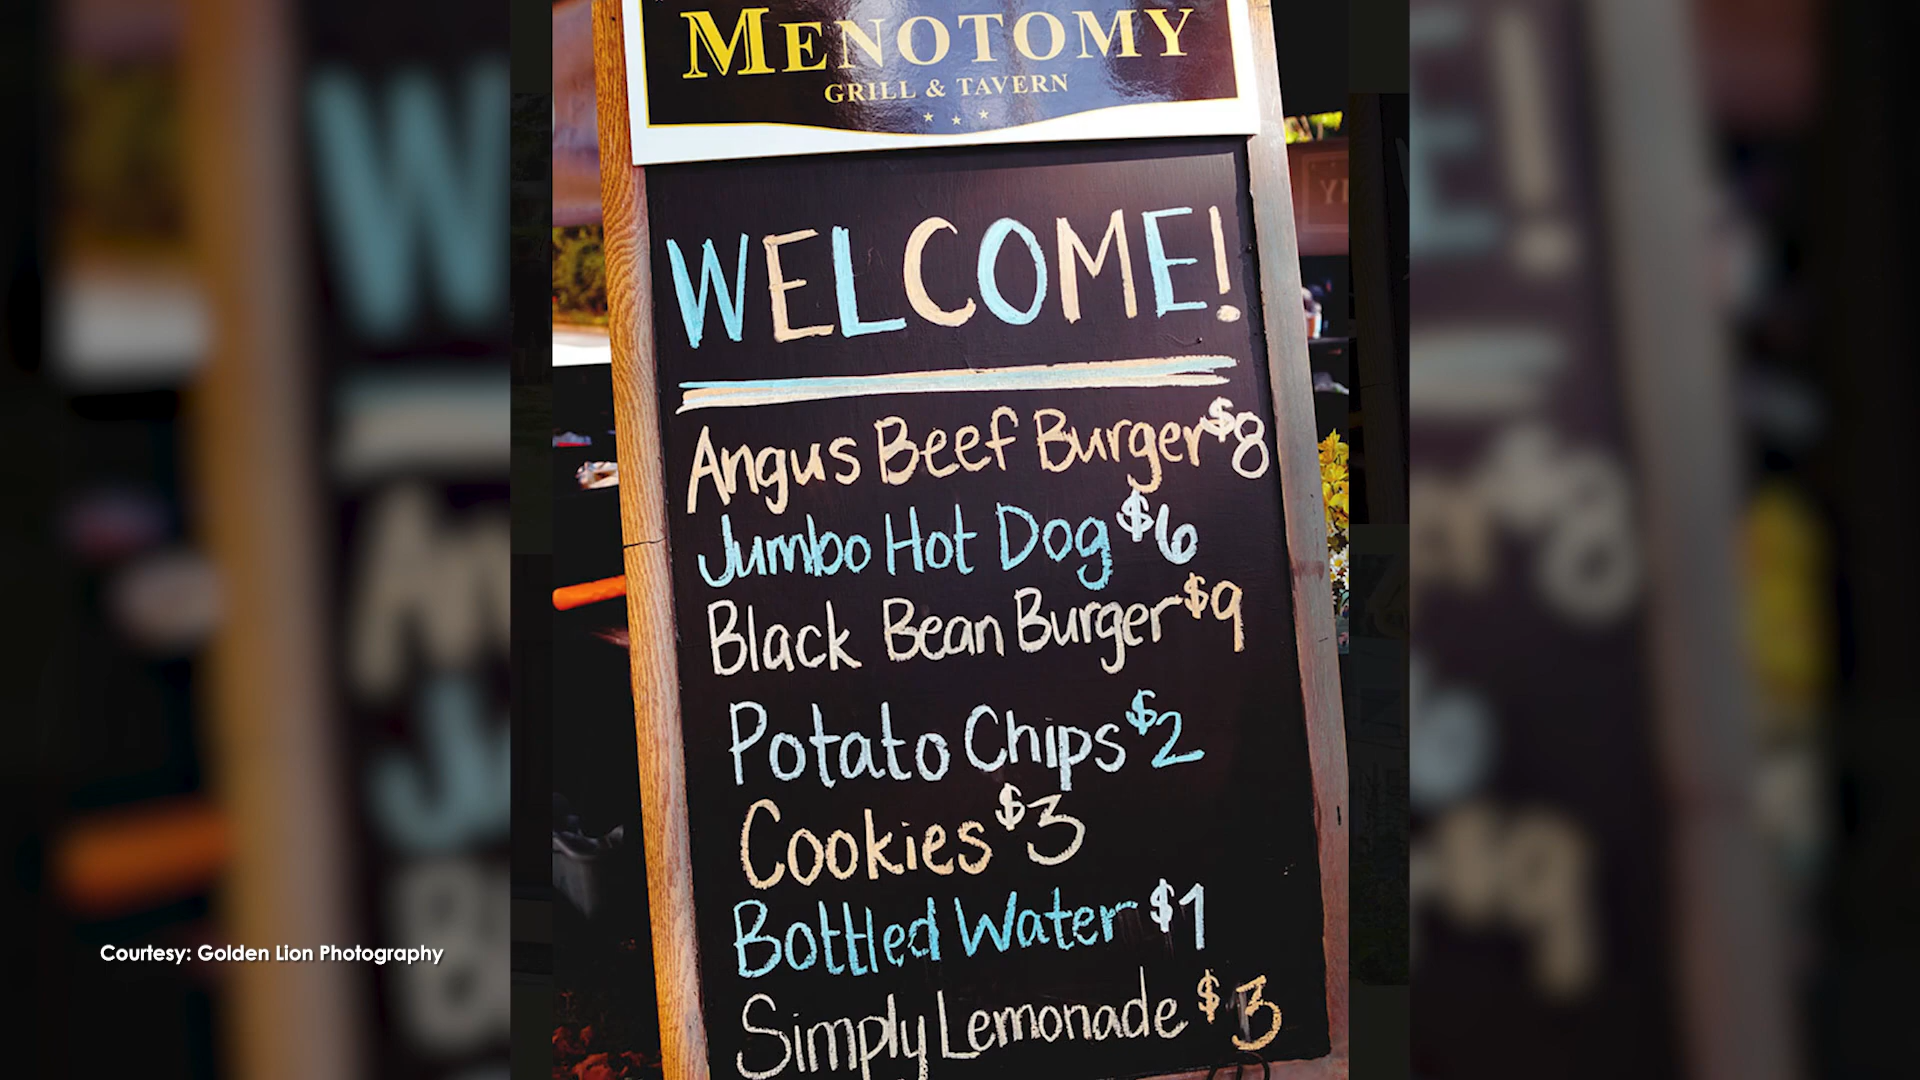 MENOTOMY
GRILL & TAVERN
WELCOME!
Angus Beef Burger $8
Jumbo Hot Dog $6
Black Bean Burger $9
Potato Chips $2
Cookies $3
Bottled Water $1
Simply Lemonade $3
Courtesy: Golden Lion Photography